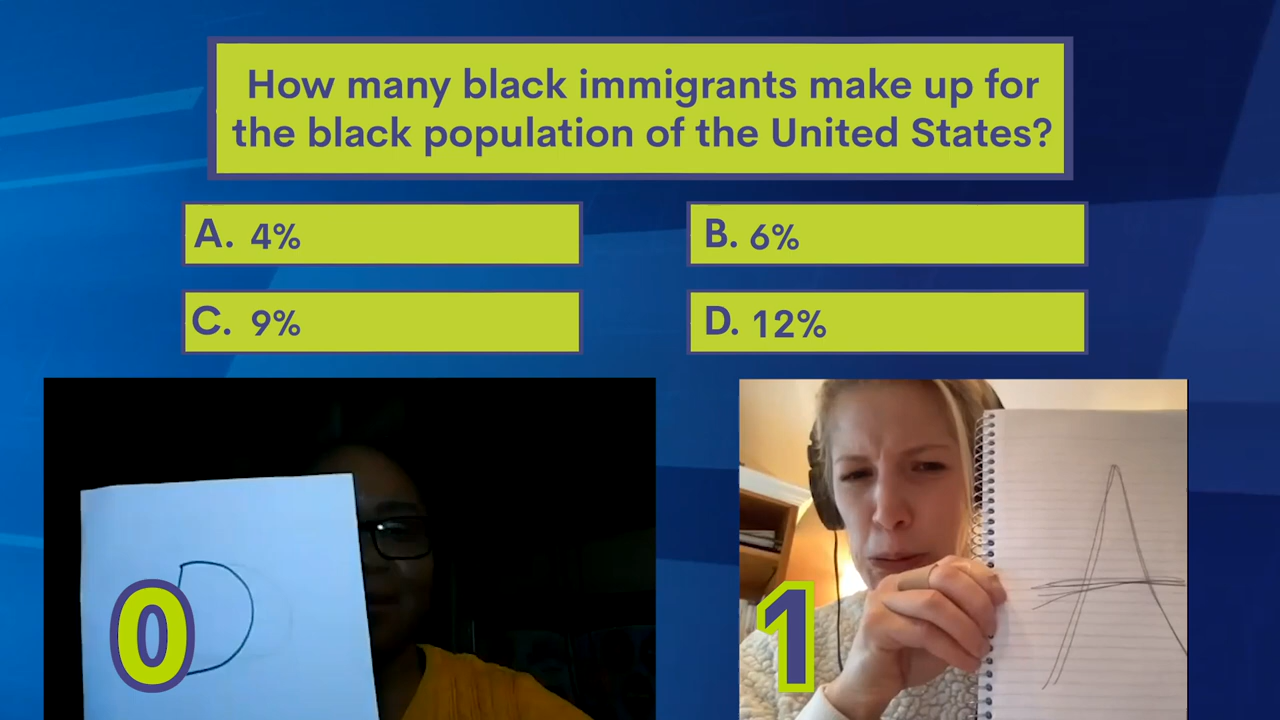 How many black immigrants make up for
the black population of the United States?
A. 4%
B. 6%
C. 9%
D. 12%
D
A
0
1